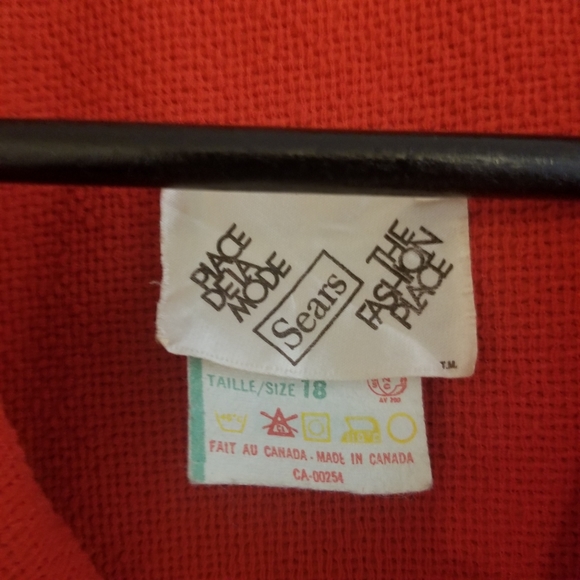 PLACE
DE LA
MODE
Sears
THE
FASHION
PLACE
T.M.
TAILLE/SIZE 18
FAIT AU CANADA - MADE IN CANADA
CA-00254